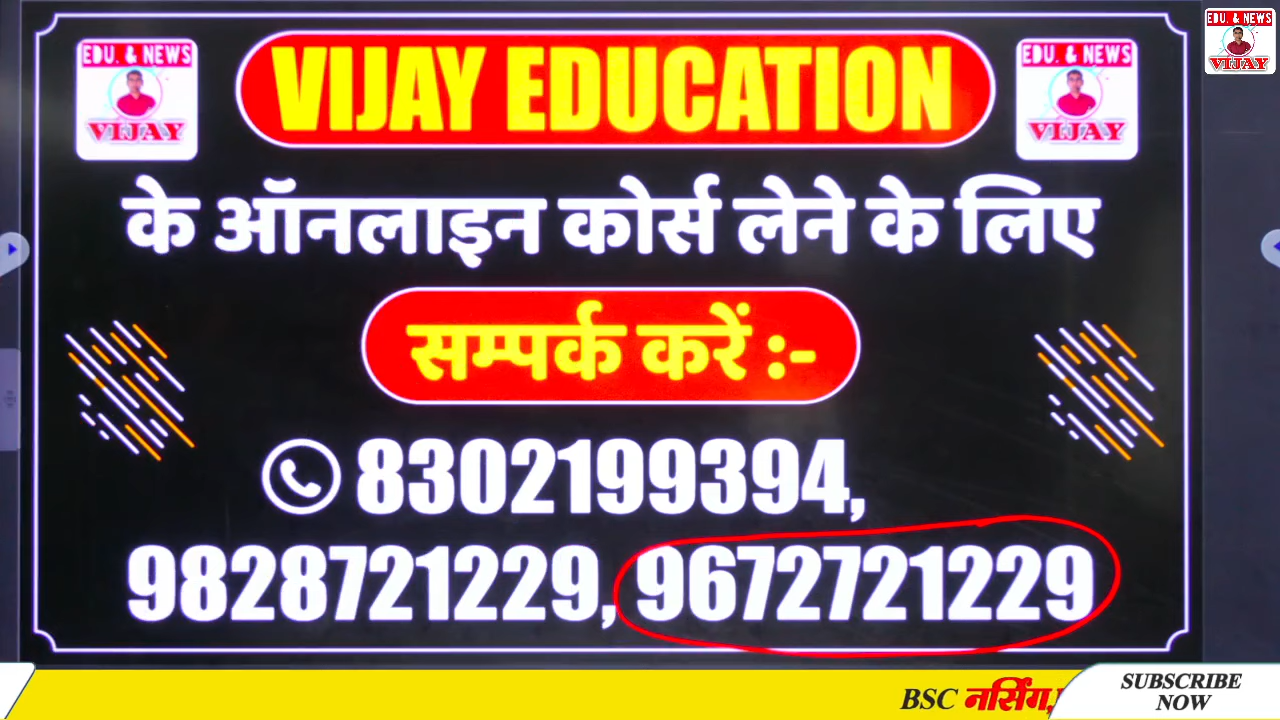 EDU. & NEWS
VIJAY
VIJAY EDUCATION
EDU. & NEWS
VIJAY
EDU. & NEWS
VIJAY
के ऑनलाइन कोर्स लेने के लिए
सम्पर्क करें :-
8302199394,
9828721229, 9672721229
BSC नर्सिंग,
SUBSCRIBE
NOW